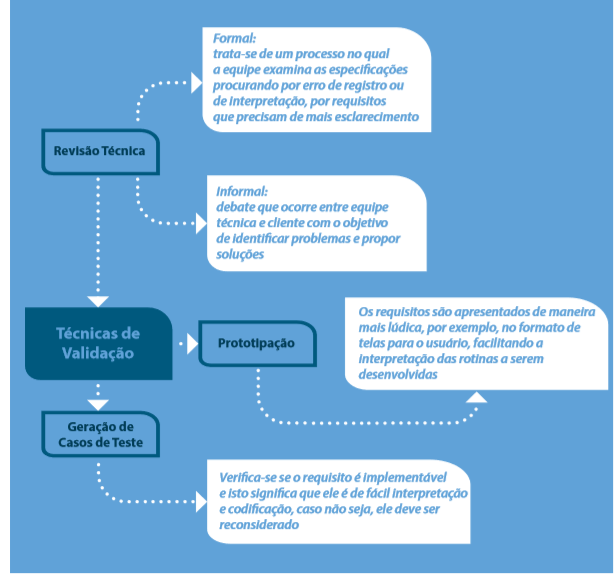 Formal:
trata-se de um processo no qual
a equipe examina as especificações
procurando por erro de registro ou
de interpretação, por requisitos
que precisam de mais esclarecimento
Revisão Técnica
Informal:
debate que ocorre entre equipe
técnica e cliente com o objetivo
de identificar problemas e propor
soluções
Técnicas de
Validação
Prototipação
Os requisitos são apresentados de maneira
mais lúdica, por exemplo, no formato de
telas para o usuário, facilitando a
interpretação das rotinas a serem
desenvolvidas
Geração de
Casos de Teste
Verifica-se se o requisito é implementável
e isto significa que ele é de fácil interpretação
e codificação, caso não seja, ele deve ser
reconsiderado